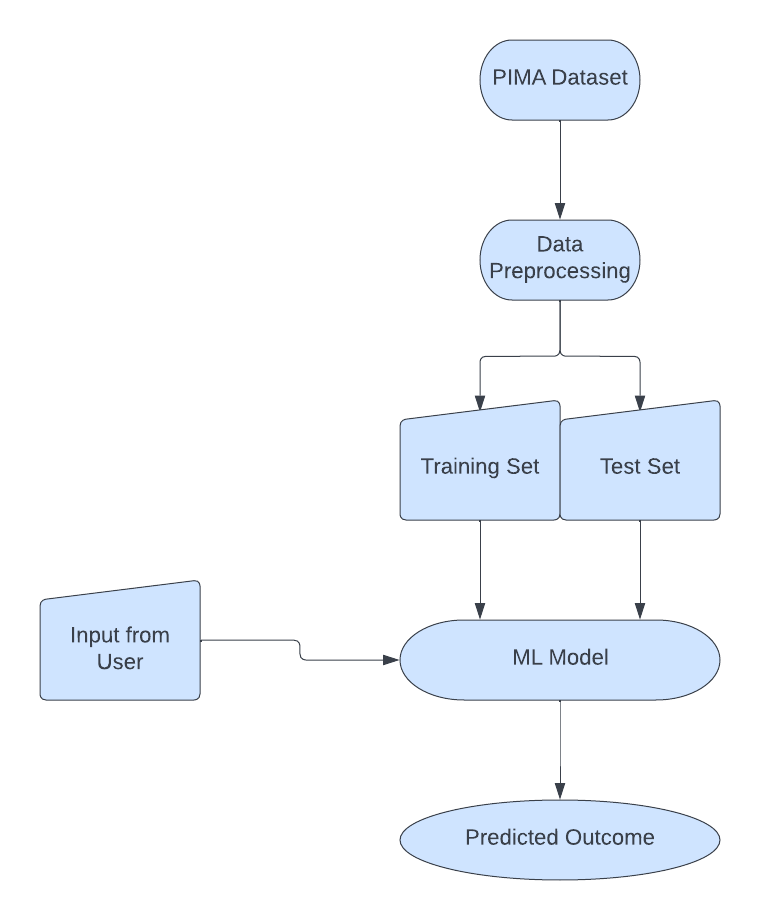 PIMA Dataset
Data
Preprocessing
Training Set
Test Set
Input from
User
ML Model
Predicted Outcome